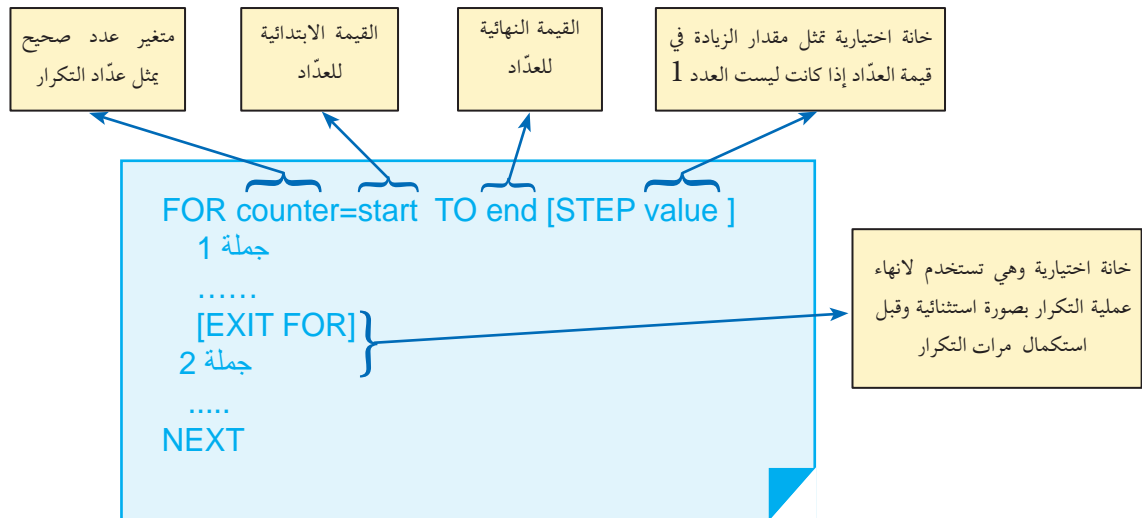 متغير عدد صحيح
يمثل عدّاد التكرار
القيمة الابتدائية
للعدّاد
القيمة النهائية
للعدّاد
خانة اختيارية تمثل مقدار الزيادة في
قيمة العدّاد إذا كانت ليست العدد 1
FOR counter=start TO end [STEP value ]
جملة 1
......
[EXIT FOR]
جملة 2
.....
NEXT
خانة اختيارية وهي تستخدم لانهاء
عملية التكرار بصورة استثنائية وقبل
استكمال مرات التكرار